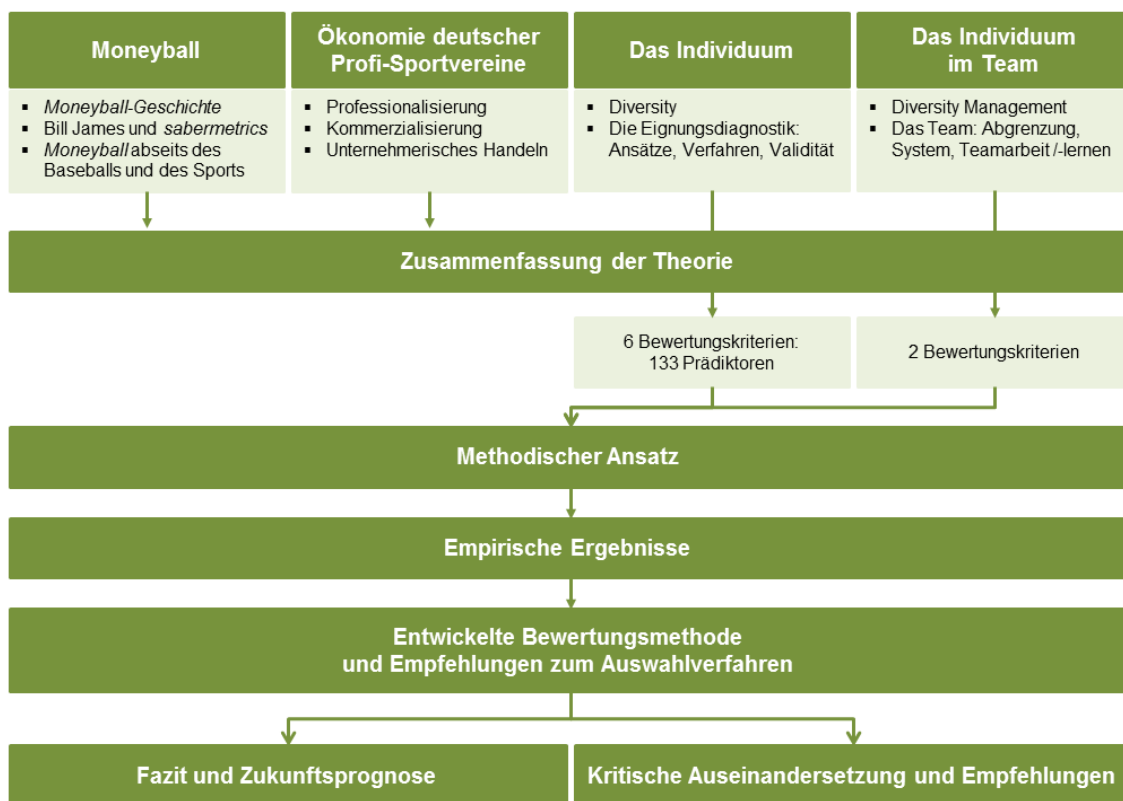 Moneyball
Ökonomie deutscher
Profi-Sportvereine
Das Individuum
Das Individuum
im Team
▪ Moneyball-Geschichte
▪ Bill James und sabermetrics
▪ Moneyball abseits des
Baseballs und des Sports
▪ Professionalisierung
▪ Kommerzialisierung
▪ Unternehmerisches Handeln
▪ Diversity
▪ Die Eignungsdiagnostik:
Ansätze, Verfahren, Validität
▪ Diversity Management
▪ Das Team: Abgrenzung,
System, Teamarbeit /-lernen
Zusammenfassung der Theorie
6 Bewertungskriterien:
133 Prädiktoren
2 Bewertungskriterien
Methodischer Ansatz
Empirische Ergebnisse
Entwickelte Bewertungsmethode
und Empfehlungen zum Auswahlverfahren
Fazit und Zukunftsprognose
Kritische Auseinandersetzung und Empfehlungen